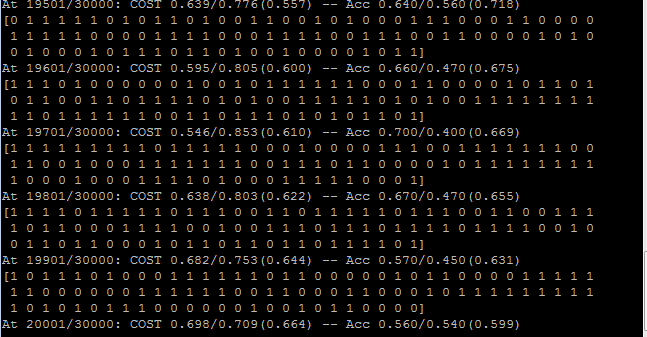 At 19501/30000: COST 0.639/0.776(0.557) -- Acc 0.640/0.560(0.718)
[0 1 1 1 1 1 0 1 0 1 1 0 1 0 0 1 1 0 0 1 0 1 0 0 0 1 1 1 0 0 1 1 0 0 0 0
1 1 0 0 1 1 1 1 0 1 1 0 0 0 1 1 1 1 0 0 1 1 1 0 0 1 1 1 1 0 0 0 0 1 0 1 0
0 1 0 0 0 1 0 1 1 1 0 1 1 0 1 0 0 1 0 0 0 0 1 0 1 1]
At 19601/30000: COST 0.595/0.805(0.600) -- Acc 0.660/0.470(0.675)
[1 1 1 0 1 0 0 0 0 0 0 1 0 0 1 0 1 1 1 1 1 1 0 0 0 1 1 0 1 0 0 0 1 1 0 1
0 1 1 0 0 1 1 0 1 1 1 0 1 1 1 0 0 0 1 1 1 0 1 0 1 0 0 1 1 1 1 1 1 1 1
1 1 0 1 1 1 1 1 1 1 0 0 0 1 0 1 1 0 1 0 1 0 1 1 0 1]
At 19701/30000: COST 0.546/0.853(0.610) -- Acc 0.700/0.400(0.669)
[1 1 1 1 1 1 1 1 0 1 1 1 1 1 0 0 0 1 0 0 0 0 1 1 1 0 0 1 1 1 1 1 1 1 0 0
1 1 0 0 1 0 0 0 1 1 1 1 1 0 0 0 1 1 1 0 1 1 0 0 0 0 1 0 1 1 1 1 1 1 1
1 0 0 0 1 0 0 0 1 1 1 1 0 1 0 0 0 1 1 1 1 1 0 0 0 1]
At 19801/30000: COST 0.638/0.803(0.622) -- Acc 0.670/0.470(0.655)
[1 1 1 1 0 1 1 1 1 1 0 1 1 0 0 1 1 0 1 1 1 1 1 0 1 1 1 0 0 1 1 0 0 1 1 1
1 0 1 0 1 1 1 1 1 0 1 1 1 0 1 1 1 1 0 1 1 1 1 0 1 1 1 1 0 0 1 0
0 1 1 0 1 1 0 1 1 1 0 0 0 1 0 1 1 0 1 0 1 1 0 1 1 1 1 0 1]
At 19901/30000: COST 0.682/0.753(0.644) -- Acc 0.570/0.450(0.631)
[1 0 1 0 1 0 0 0 1 1 1 1 1 1 0 1 1 0 0 0 0 0 1 0 1 1 0 0 0 0 1 1 1 1 1
1 1 0 0 0 0 0 0 1 1 1 1 1 1 0 0 1 1 0 0 0 1 1 0 0 0 1 0 1 1 1 1 1 1 1 1
1 0 1 0 1 0 1 1 1 1 1 0 0 0 0 0 0 1 0 0 1 0 1 1 0 0 0 0]
At 20001/30000: COST 0.698/0.709(0.664) -- Acc 0.560/0.540(0.599)